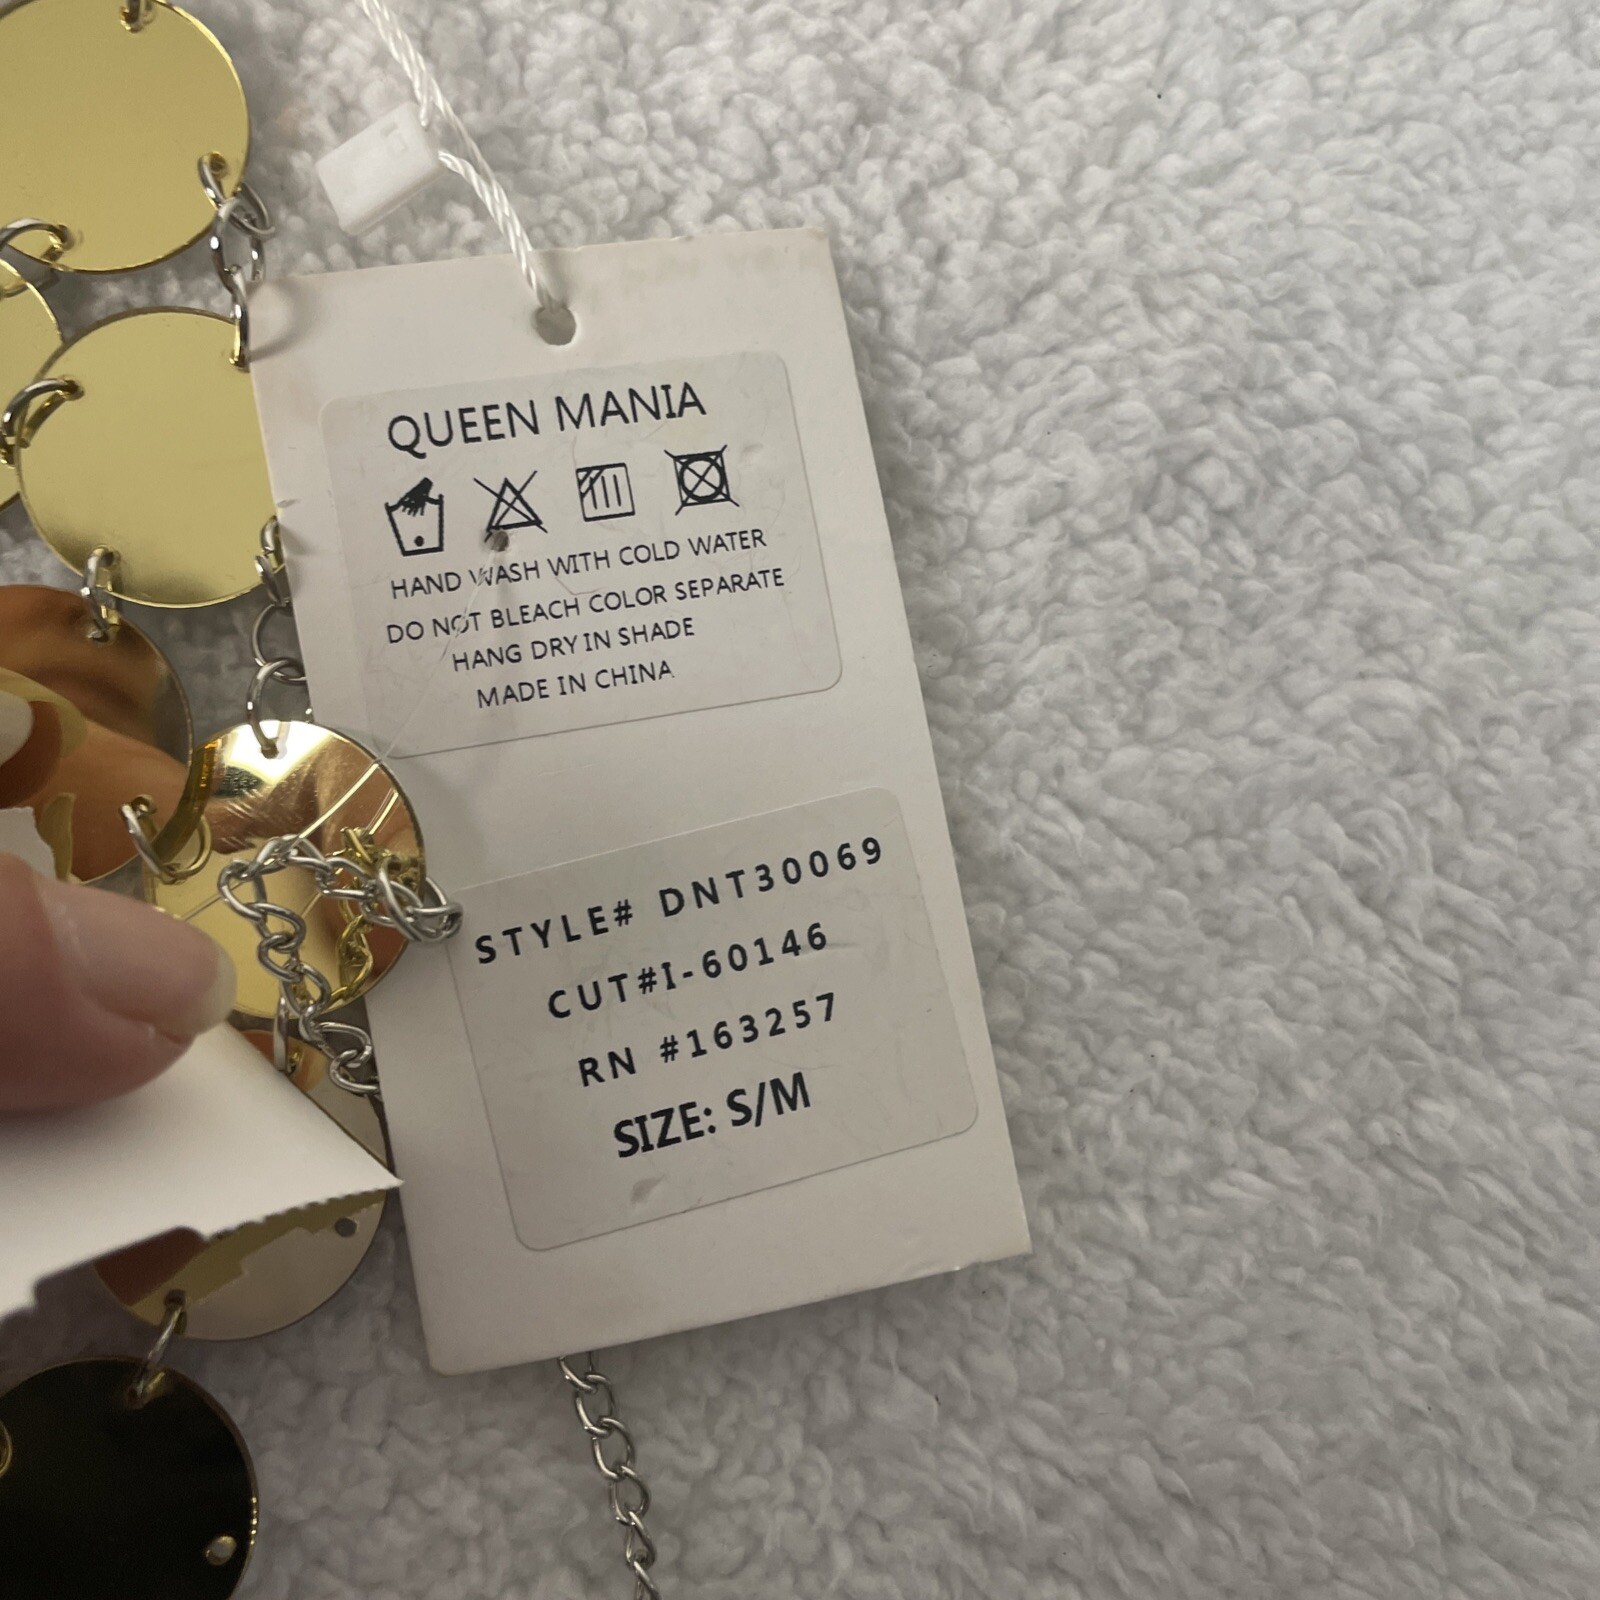 QUEEN MANIA
HAND WASH WITH COLD WATER
DO NOT BLEACH COLOR SEPARATE
HANG DRY IN SHADE
MADE IN CHINA
STYLE# DNT30069
CUT#I-60146
RN #163257
SIZE: S/M